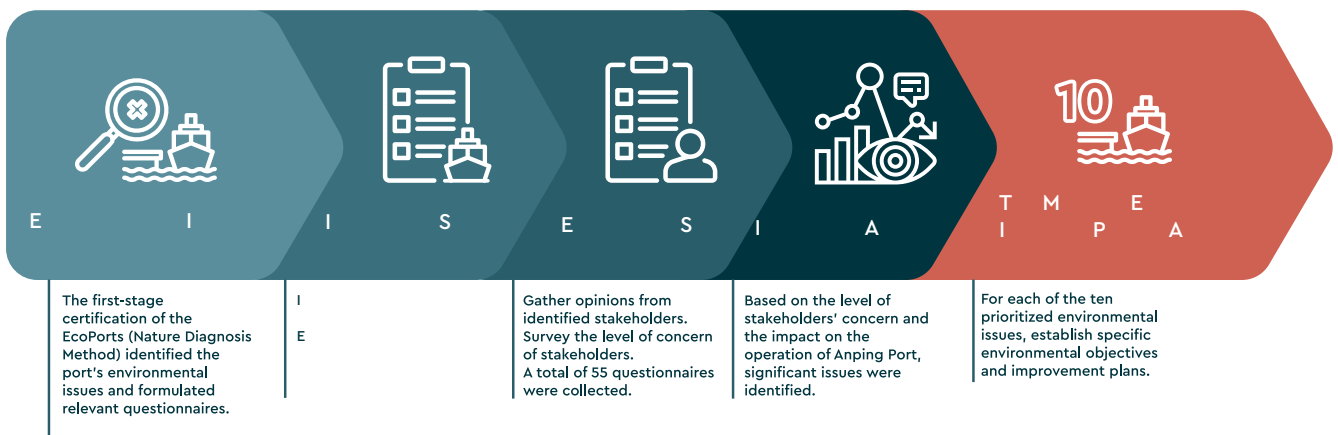 10
E I
I S
E S
I A
T M E
I P A
The first-stage
certification of the
EcoPorts (Nature Diagnosis
Method) identified the
port's environmental
issues and formulated
relevant questionnaires.
I
E
Gather opinions from
identified stakeholders.
Survey the level of concern
of stakeholders.
A total of 55 questionnaires
were collected.
Based on the level of
stakeholders' concern and
the impact on the
operation of Anping Port,
significant issues were
identified.
For each of the ten
prioritized environmental
issues, establish specific
environmental objectives
and improvement plans.